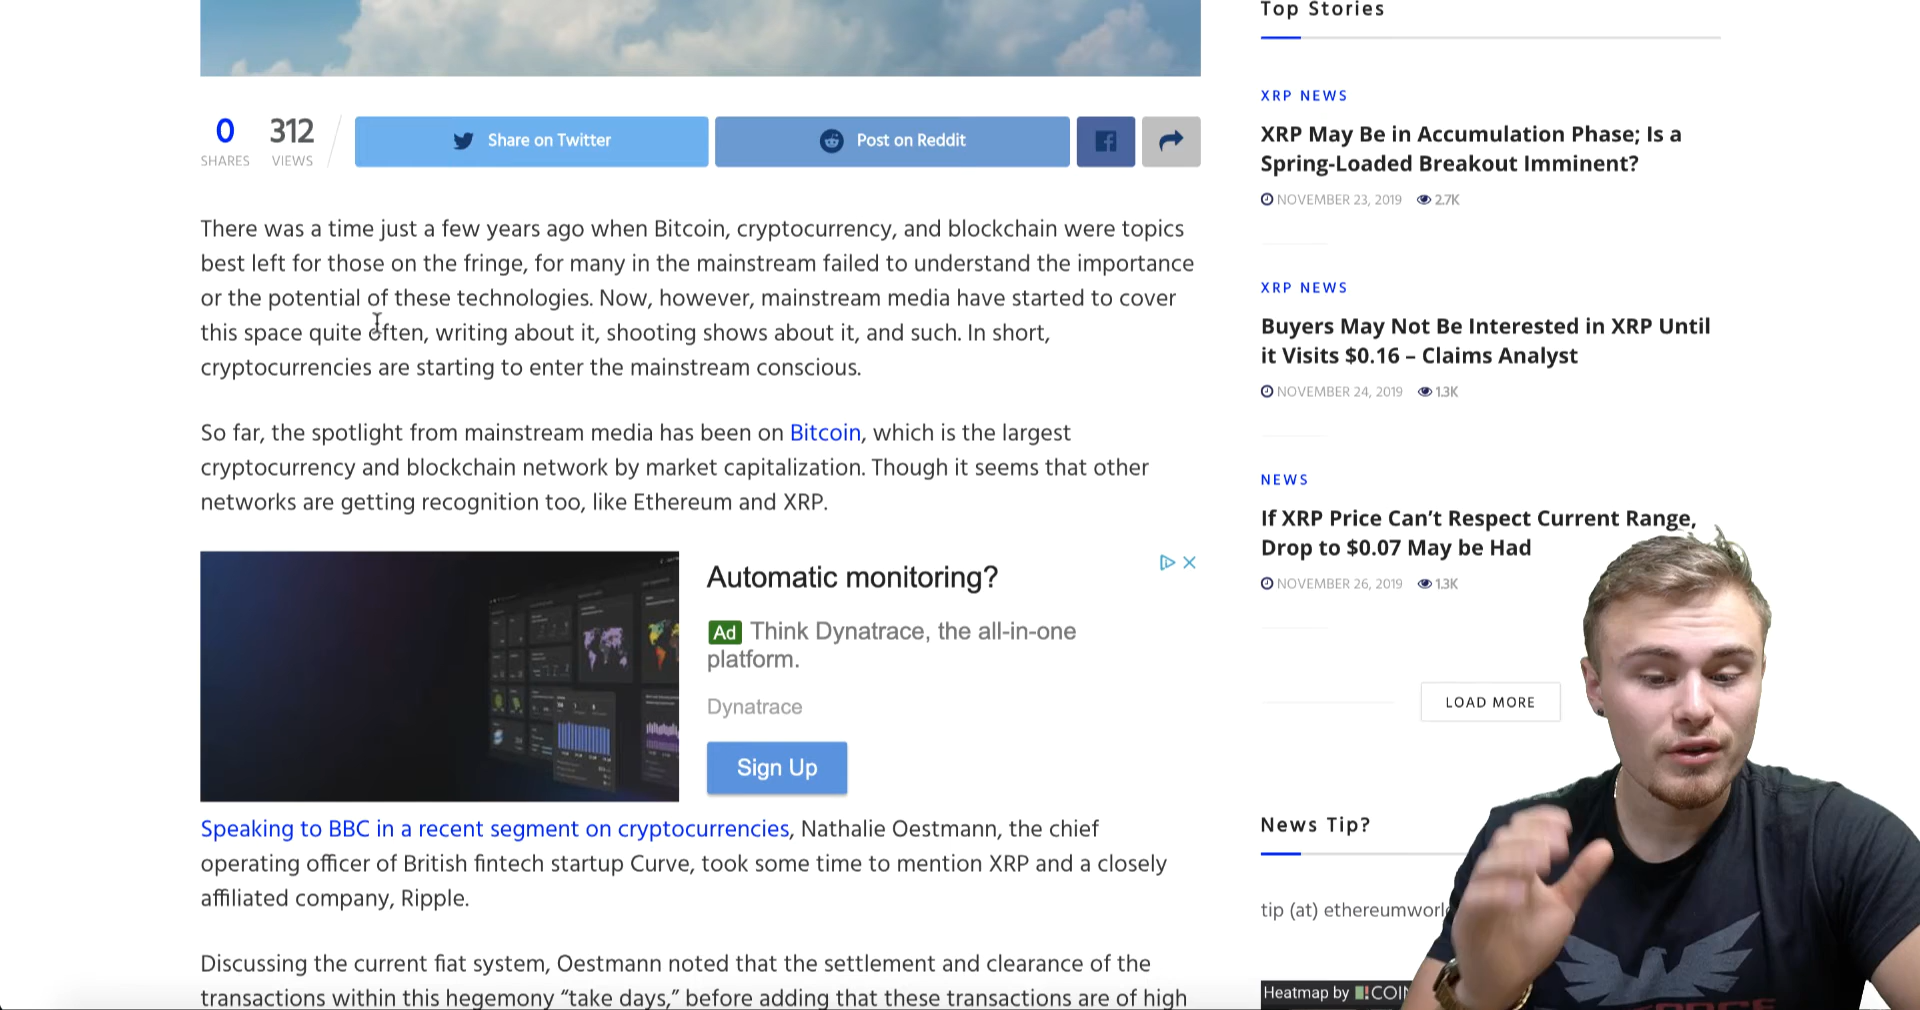 Top Stories
0
SHARES
312
VIEWS
Share on Twitter
Post on Reddit
There was a time just a few years ago when Bitcoin, cryptocurrency, and blockchain were topics
best left for those on the fringe, for many in the mainstream failed to understand the importance
or the potential of these technologies. Now, however, mainstream media have started to cover
this space quite often, writing about it, shooting shows about it, and such. In short,
cryptocurrencies are starting to enter the mainstream conscious.
So far, the spotlight from mainstream media has been on Bitcoin, which is the largest
cryptocurrency and blockchain network by market capitalization. Though it seems that other
networks are getting recognition too, like Ethereum and XRP.
Automatic monitoring?
Ad Think Dynatrace, the all-in-one
platform.
Dynatrace
Sign Up
Speaking to BBC in a recent segment on cryptocurrencies, Nathalie Oestmann, the chief
operating officer of British fintech startup Curve, took some time to mention XRP and a closely
affiliated company, Ripple.
Discussing the current fiat system, Oestmann noted that the settlement and clearance of the
transactions within this hegemony “take days,” before adding that these transactions are of high
XRP NEWS
XRP May Be in Accumulation Phase; Is a
Spring-Loaded Breakout Imminent?
NOVEMBER 23, 2019 2.7K
XRP NEWS
Buyers May Not Be Interested in XRP Until
it Visits $0.16 – Claims Analyst
NOVEMBER 24, 2019 1.3K
NEWS
If XRP Price Can’t Respect Current Range,
Drop to $0.07 May be Had
NOVEMBER 26, 2019 1.3K
LOAD MORE
News Tip?
tip (at) ethereumworl
Heatmap by COI